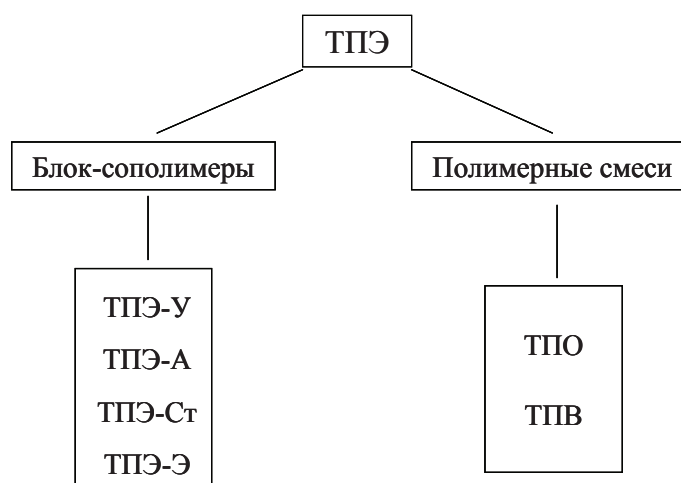 ТПЭ
Блок-сополимеры
Полимерные смеси
ТПЭ-У
ТПЭ-А
ТПЭ-Ст
ТПЭ-Э
ТПО
ТПВ